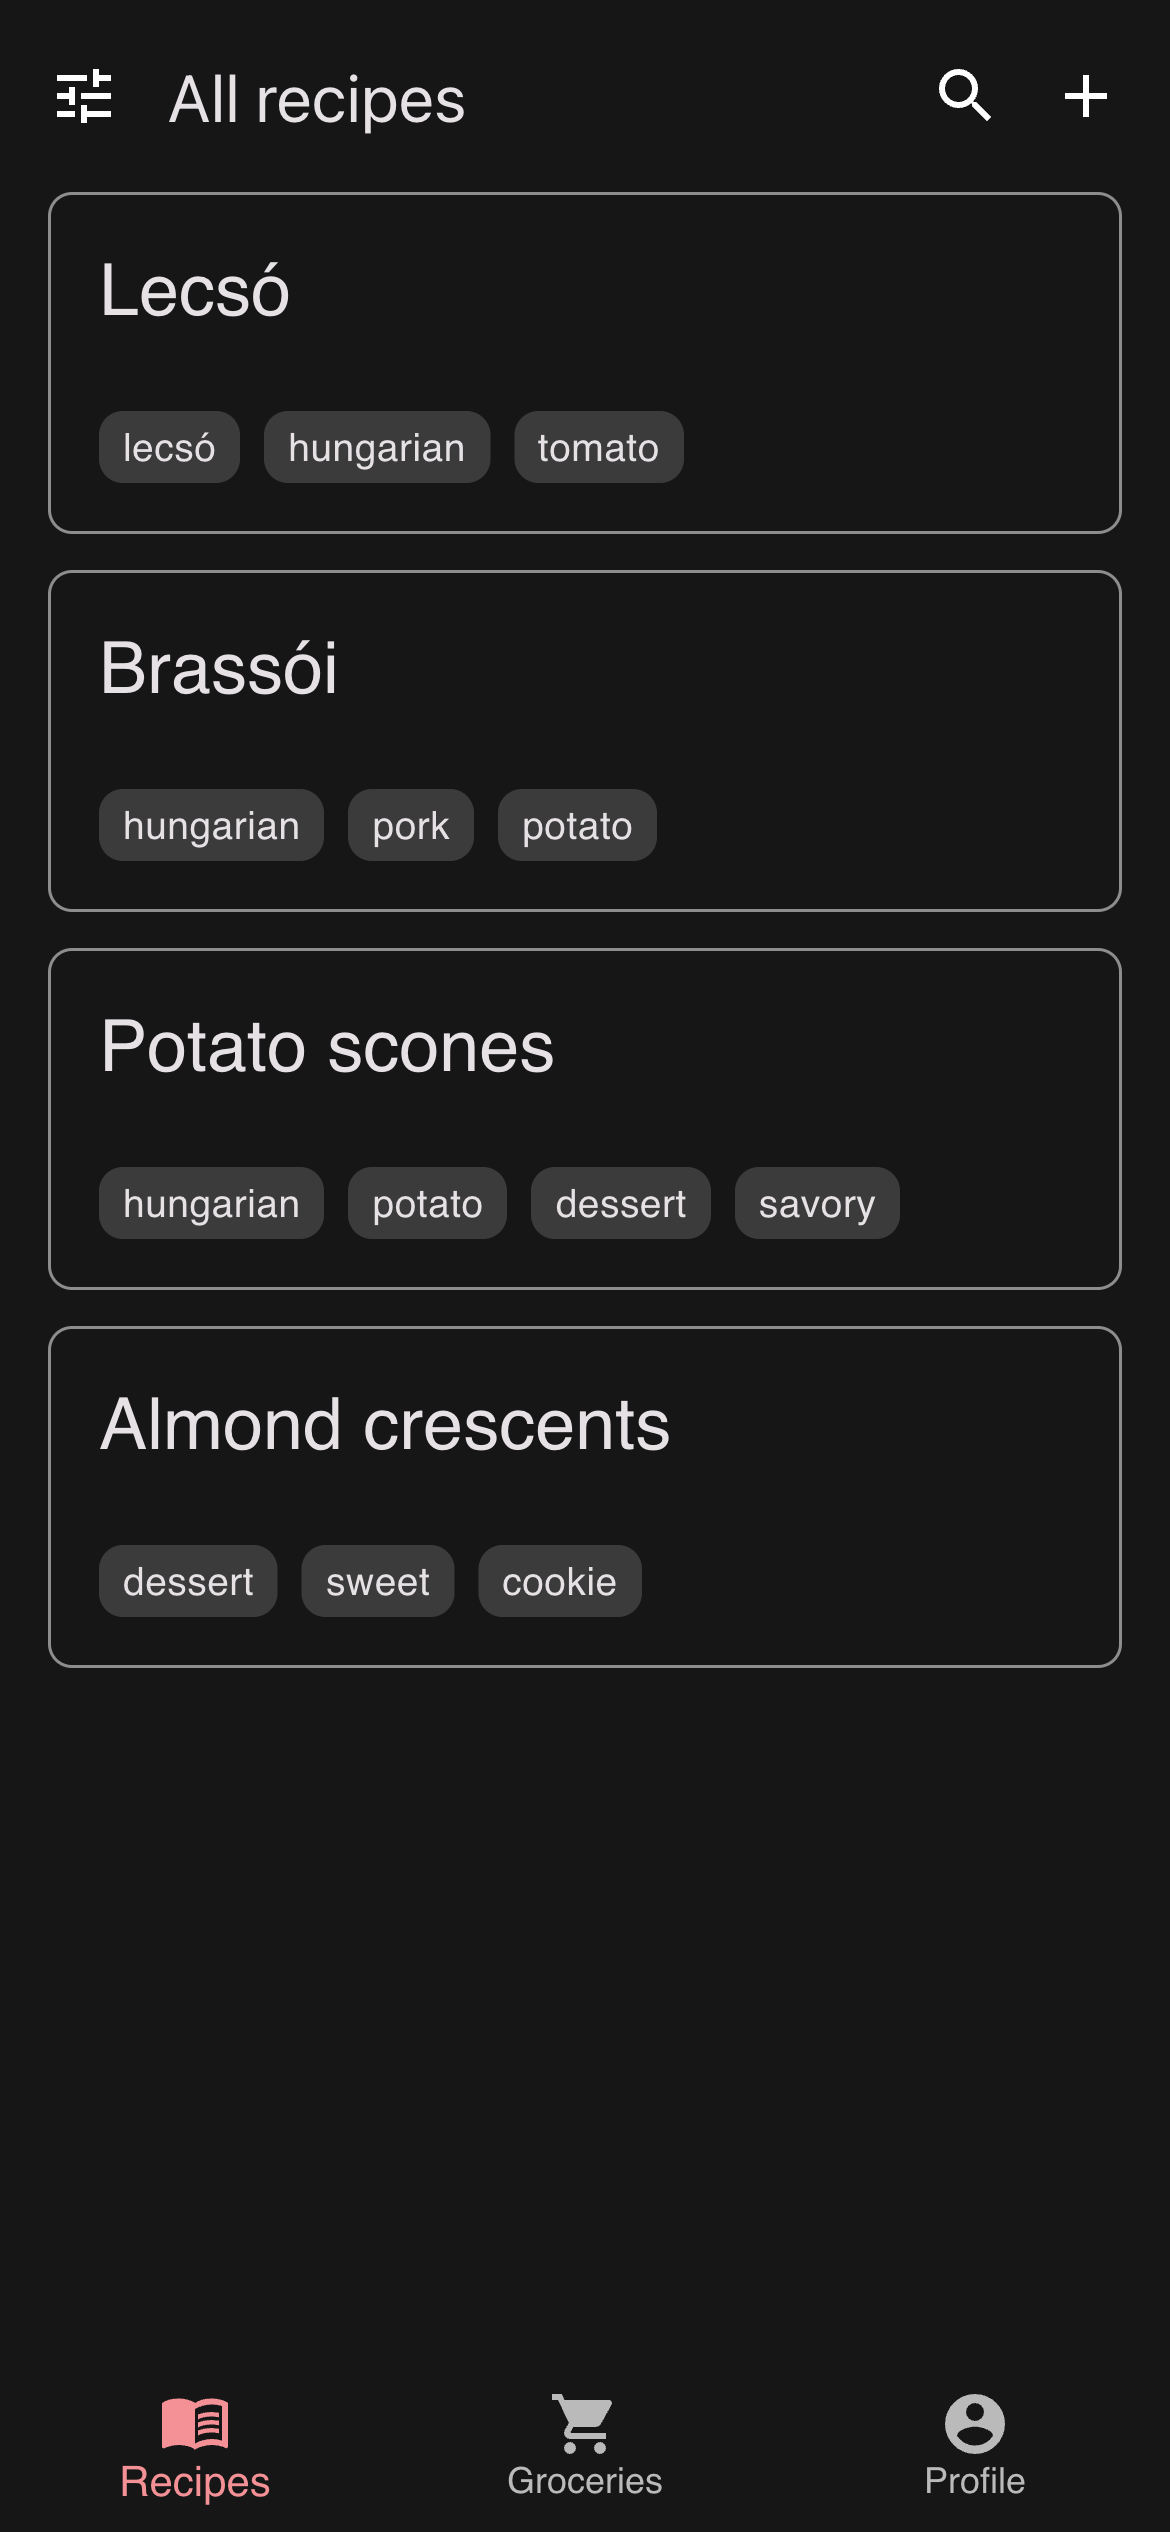 All recipes
Lecsó
lecsó hungarian tomato
Brassói
hungarian pork potato
Potato scones
hungarian potato dessert savory
Almond crescents
dessert sweet cookie
Recipes Groceries Profile